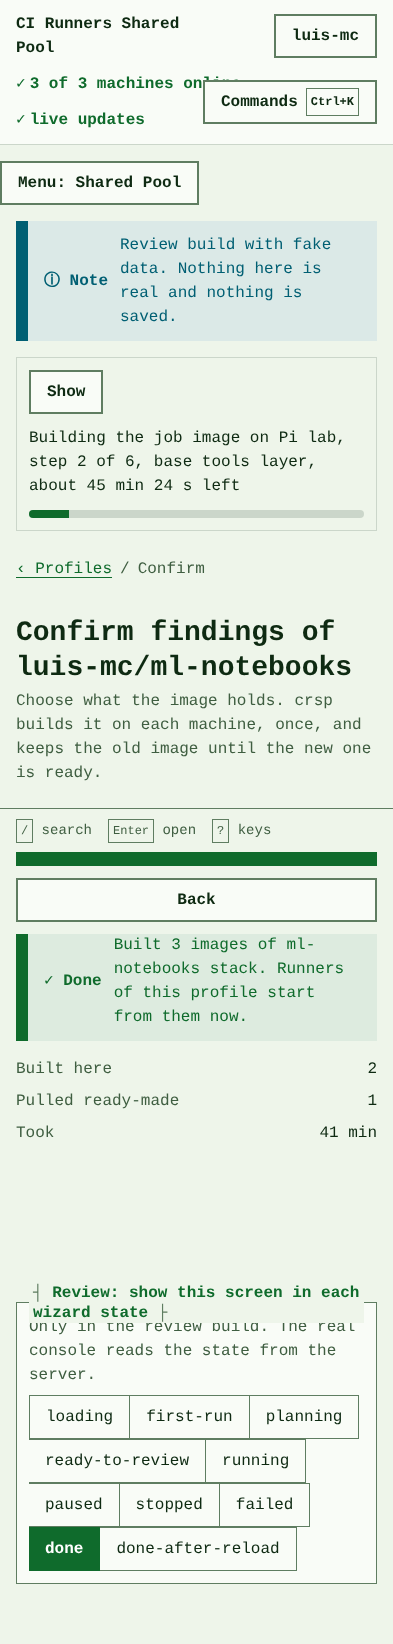 CI Runners Shared
Pool
luis-mc
✓ 3 of 3 machines online
Commands Ctrl+K
✓ live updates
Menu: Shared Pool
ⓘ Note
Review build with fake
data. Nothing here is
real and nothing is
saved.
Show
Building the job image on Pi lab,
step 2 of 6, base tools layer,
about 45 min 24 s left
‹ Profiles / Confirm
Confirm findings of
luis-mc/ml-notebooks
Choose what the image holds. crsp
builds it on each machine, once, and
keeps the old image until the new one
is ready.
/ search Enter open ? keys
Back
✓ Done
Built 3 images of ml-
notebooks stack. Runners
of this profile start
from them now.
Built here 2
Pulled ready-made 1
Took 41 min
┤ Review: show this screen in each
wizard state ├
Only in the review build. The real
console reads the state from the
server.
loading first-run planning
ready-to-review running
paused stopped failed
done done-after-reload